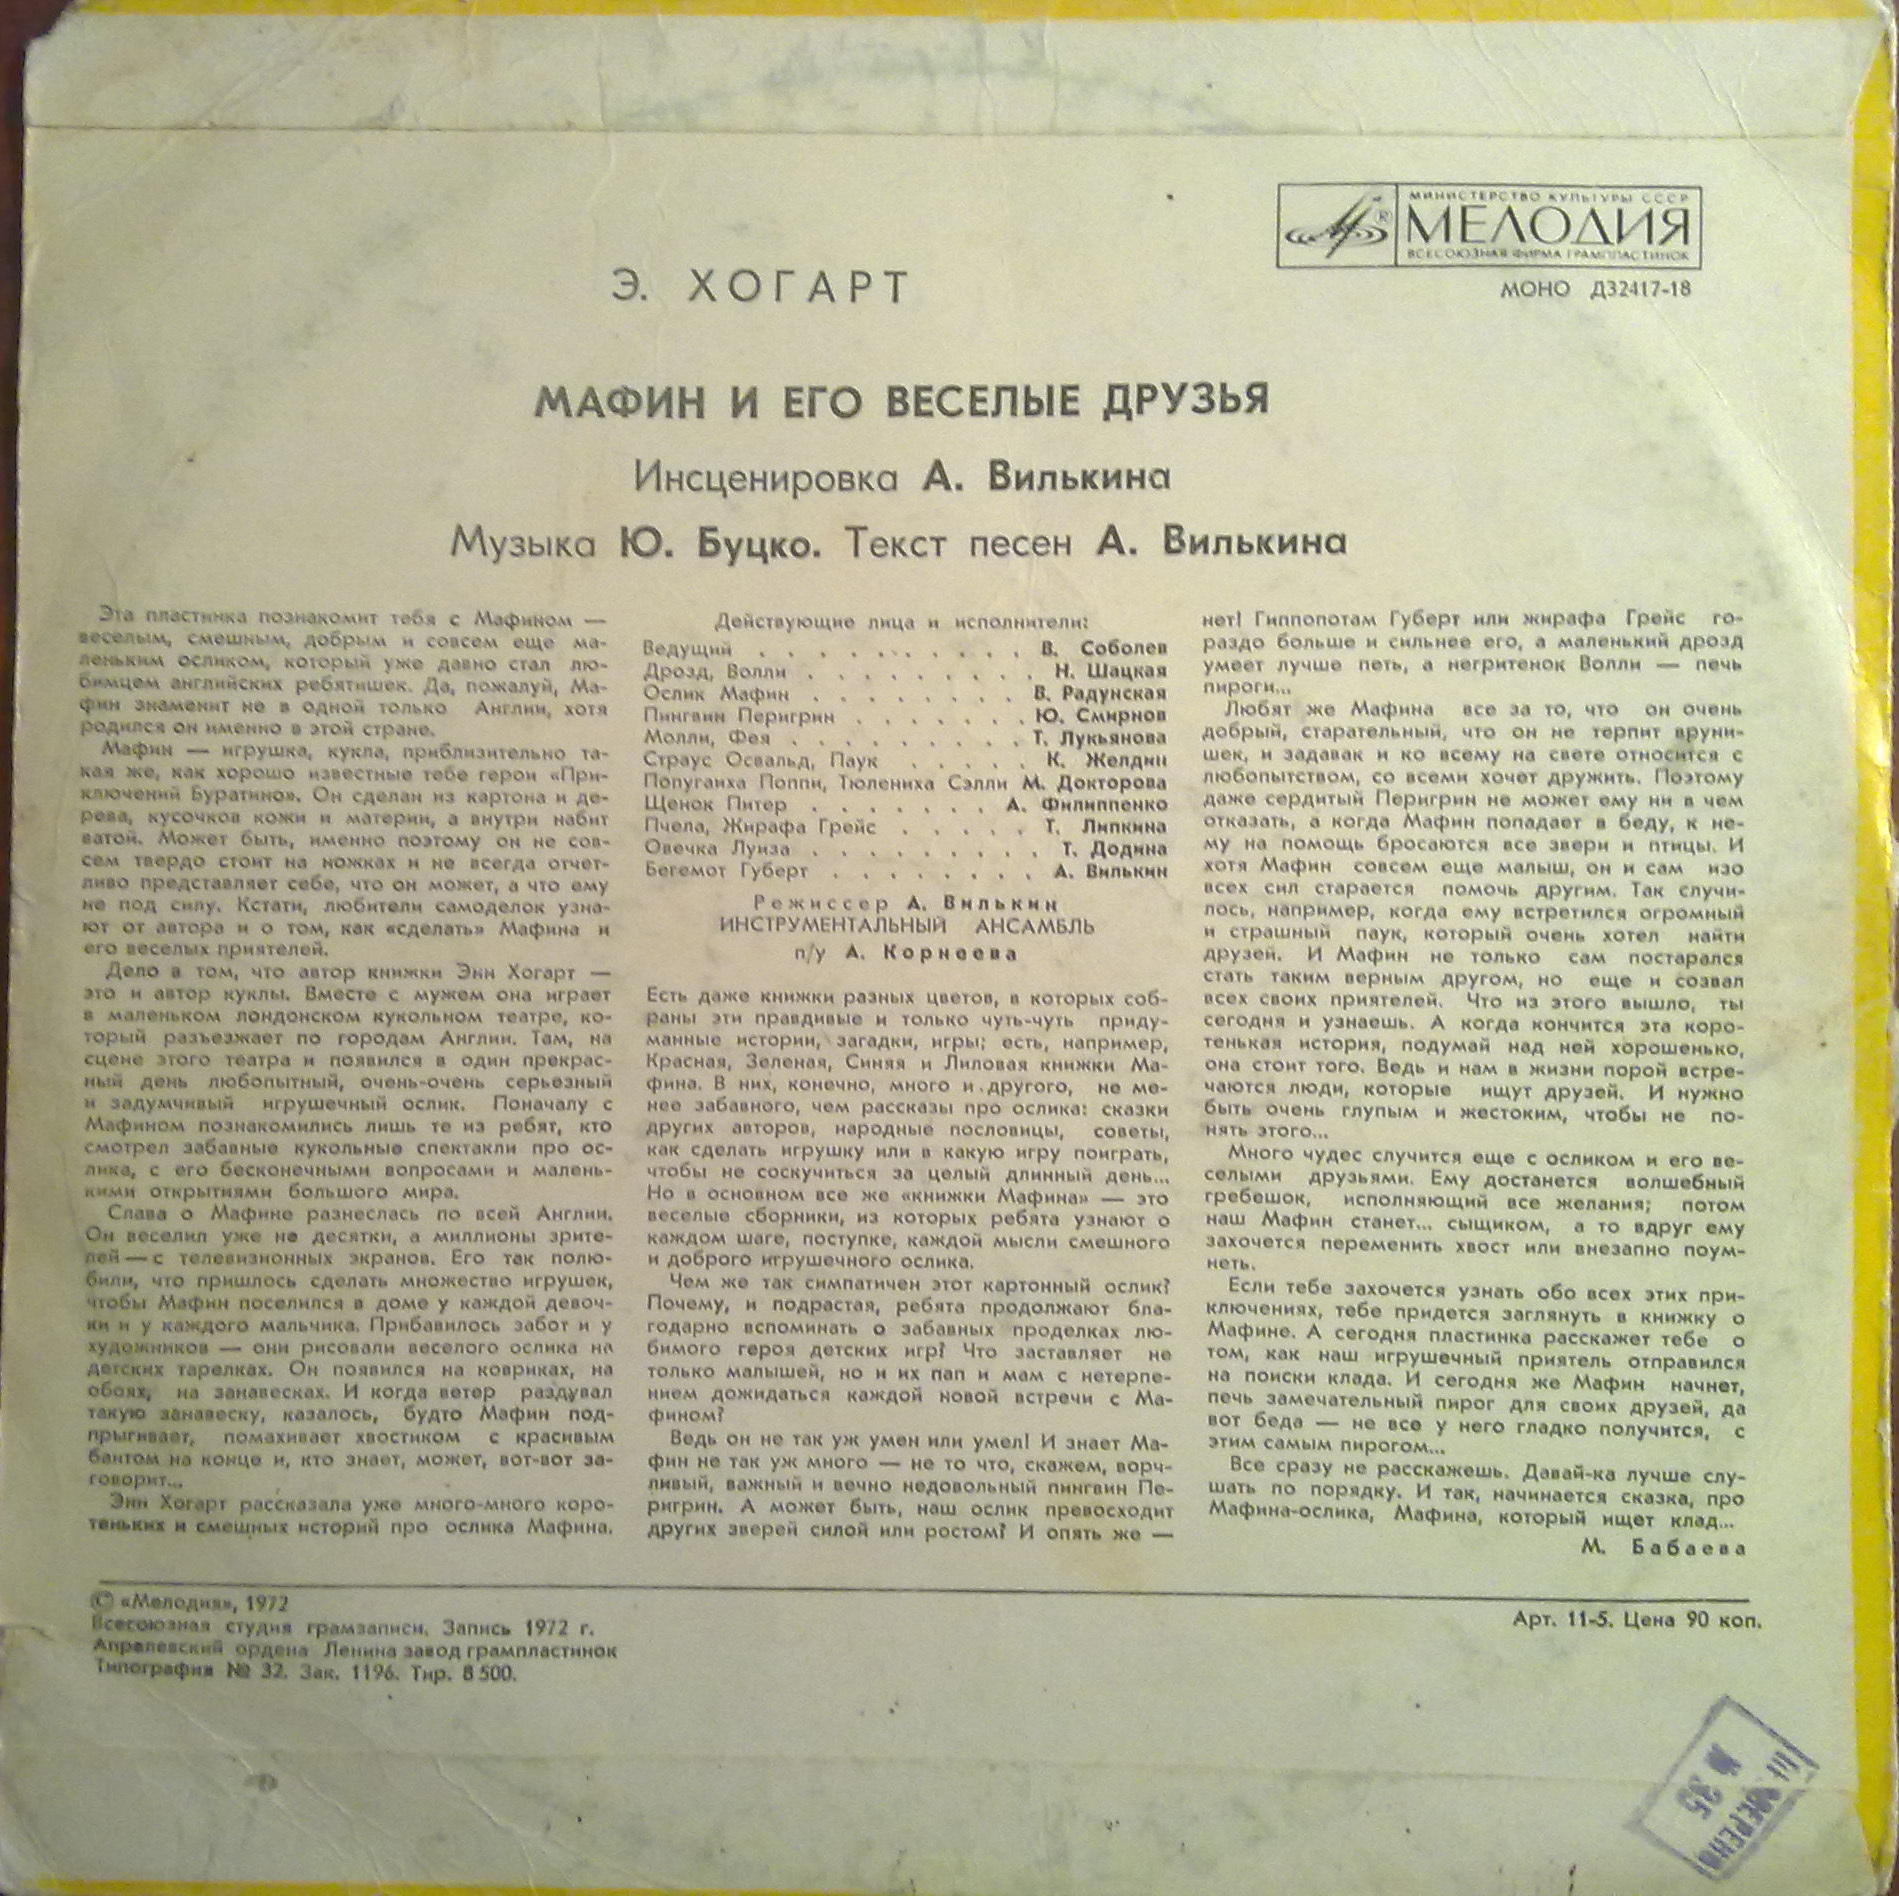 МИНИСТЕРСТВО КУЛЬТУРЫ СССР
МЕЛОДИЯ
®
ВСЕСОЮЗНАЯ ФИРМА ГРАМПЛАСТИНОК
МОНО Д32417-18
Э. ХОГАРТ
МАФИН И ЕГО ВЕСЕЛЫЕ ДРУЗЬЯ
Инсценировка А. Вилькина
Музыка Ю. Буцко. Текст песен А. Вилькина
Эта пластинка познакомит тебя с Мафином —
веселым, смешным, добрым и совсем еще ма-
леньким осликом, который уже давно стал лю-
бимцем английских ребятишек. Да, пожалуй, Ма-
фин знаменит не в одной только Англии, хотя
родился он именно в этой стране.
Мафин — игрушка, кукла, приблизительно та-
кая же, как хорошо известные тебе герои «При-
ключений Буратино». Он сделан из картона и де-
рева, кусочков кожи и материи, а внутри набит
ватой. Может быть, именно поэтому он не сов-
сем твердо стоит на ножках и не всегда отчет-
ливо представляет себе, что он может, а что ему
не под силу. Кстати, любители самоделок узна-
ют от автора и о том, как «сделать» Мафина и
его веселых приятелей.
Дело в том, что автор книжки Энн Хогарт —
это и автор куклы. Вместе с мужем она играет
в маленьком лондонском кукольном театре, ко-
торый разъезжает по городам Англии. Там, на
сцене этого театра и появился в один прекрас-
ный день любопытный, очень-очень серьезный
и задумчивый игрушечный ослик. Поначалу с
Мафином познакомились лишь те из ребят, кто
смотрел забавные кукольные спектакли про ос-
лика, с его бесконечными вопросами и малень-
кими открытиями большого мира.
Слава о Мафине разнеслась по всей Англии.
Он веселил уже не десятки, а миллионы зрите-
лей — с телевизионных экранов. Его так полю-
били, что пришлось сделать множество игрушек,
чтобы Мафин поселился в доме у каждой девоч-
ки и у каждого мальчика. Прибавилось забот и у
художников — они рисовали веселого ослика на
детских тарелках. Он появился на ковриках, на
обоях, на занавесках. И когда ветер раздувал
такую занавеску, казалось, будто Мафин под-
прыгивает, помахивает хвостиком с красивым
бантом на конце и, кто знает, может, вот-вот за-
говорит...
Энн Хогарт рассказала уже много-много коро-
теньких и смешных историй про ослика Мафина.
Действующие лица и исполнители:
Ведущий . . . . . . . . . . В. Соболев
Дрозд, Волли . . . . . . . . . Н. Шацкая
Ослик Мафин . . . . . . . . В. Радунская
Пингвин Перигрин . . . . . . . Ю. Смирнов
Молли, Фея . . . . . . . . . Т. Лукьянова
Страус Освальд, Паук . . . . . К. Желдин
Попугаиха Поппи, Тюлениха Сэлли М. Докторова
Щенок Питер . . . . . . . А. Филиппенко
Пчела, Жирафа Грейс . . . . . Т. Липкина
Овечка Луиза . . . . . . . . . Т. Додина
Бегемот Губерт . . . . . . . . А. Вилькин
Режиссер А. Вилькин
ИНСТРУМЕНТАЛЬНЫЙ АНСАМБЛЬ
п/у А. Корнеева
Есть даже книжки разных цветов, в которых соб-
раны эти правдивые и только чуть-чуть приду-
манные истории, загадки, игры; есть, например,
Красная, Зеленая, Синяя и Лиловая книжки Ма-
фина. В них, конечно, много и другого, не ме-
нее забавного, чем рассказы про ослика: сказки
других авторов, народные пословицы, советы,
как сделать игрушку или в какую игру поиграть,
чтобы не соскучиться за целый длинный день...
Но в основном все же «книжки Мафина» — это
веселые сборники, из которых ребята узнают о
каждом шаге, поступке, каждой мысли смешного
и доброго игрушечного ослика.
Чем же так симпатичен этот картонный ослик?
Почему, и подрастая, ребята продолжают бла-
годарно вспоминать о забавных проделках лю-
бимого героя детских игр? Что заставляет не
только малышей, но и их пап и мам с нетерпе-
нием дожидаться каждой новой встречи с Ма-
фином?
Ведь он не так уж умен или умел! И знает Ма-
фин не так уж много — не то что, скажем, ворч-
ливый, важный и вечно недовольный пингвин Пе-
ригрин. А может быть, наш ослик превосходит
других зверей силой или ростом? И опять же —
нет! Гиппопотам Губерт или жирафа Грейс го-
раздо больше и сильнее его, а маленький дрозд
умеет лучше петь, а негритенок Волли — печь
пироги...
Любят же Мафина все за то, что он очень
добрый, старательный, что он не терпит вруни-
шек, и задавак и ко всему на свете относится с
любопытством, со всеми хочет дружить. Поэтому
даже сердитый Перигрин не может ему ни в чем
отказать, а когда Мафин попадает в беду, к не-
му на помощь бросаются все звери и птицы. И
хотя Мафин совсем еще малыш, он и сам изо
всех сил старается помочь другим. Так случи-
лось, например, когда ему встретился огромный
и страшный паук, который очень хотел найти
друзей. И Мафин не только сам постарался
стать таким верным другом, но еще и созвал
всех своих приятелей. Что из этого вышло, ты
сегодня и узнаешь. А когда кончится эта коро-
тенькая история, подумай над ней хорошенько,
она стоит того. Ведь и нам в жизни порой встре-
чаются люди, которые ищут друзей. И нужно
быть очень глупым и жестоким, чтобы не по-
нять этого...
Много чудес случится еще с осликом и его ве-
селыми друзьями. Ему достанется волшебный
гребешок, исполняющий все желания; потом
наш Мафин станет... сыщиком, а то вдруг ему
захочется переменить хвост или внезапно поум-
неть.
Если тебе захочется узнать обо всех этих при-
ключениях, тебе придется заглянуть в книжку о
Мафине. А сегодня пластинка расскажет тебе о
том, как наш игрушечный приятель отправился
на поиски клада. И сегодня же Мафин начнет,
печь замечательный пирог для своих друзей, да
вот беда — не все у него гладко получится, с
этим самым пирогом...
Все сразу не расскажешь. Давай-ка лучше слу-
шать по порядку. И так, начинается сказка, про
Мафина-ослика, Мафина, который ищет клад...
М. Бабаева
© «Мелодия», 1972
Всесоюзная студия грамзаписи. Запись 1972 г.
Апрелевский ордена Ленина завод грампластинок
Типография № 32. Зак. 1196. Тир. 8 500.
Арт. 11-5. Цена 90 коп.
ПРОВЕРЕНО
№ 35